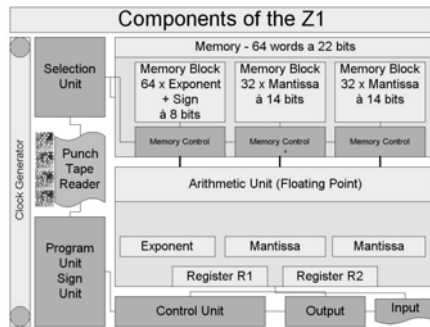 Components of the Z1
Clock Generator
Selection
Unit
Punch
Tape
Reader
Program
Unit
Sign
Unit
Memory - 64 words a 22 bits
Memory Block
64 x Exponent
+ Sign
à 8 bits
Memory Block
32 x Mantissa
à 14 bits
Memory Block
32 x Mantissa
à 14 bits
Memory Control
Memory Control
Memory Control
Arithmetic Unit (Floating Point)
Exponent
Mantissa
Mantissa
Register R1
Register R2
Control Unit
Output
Input